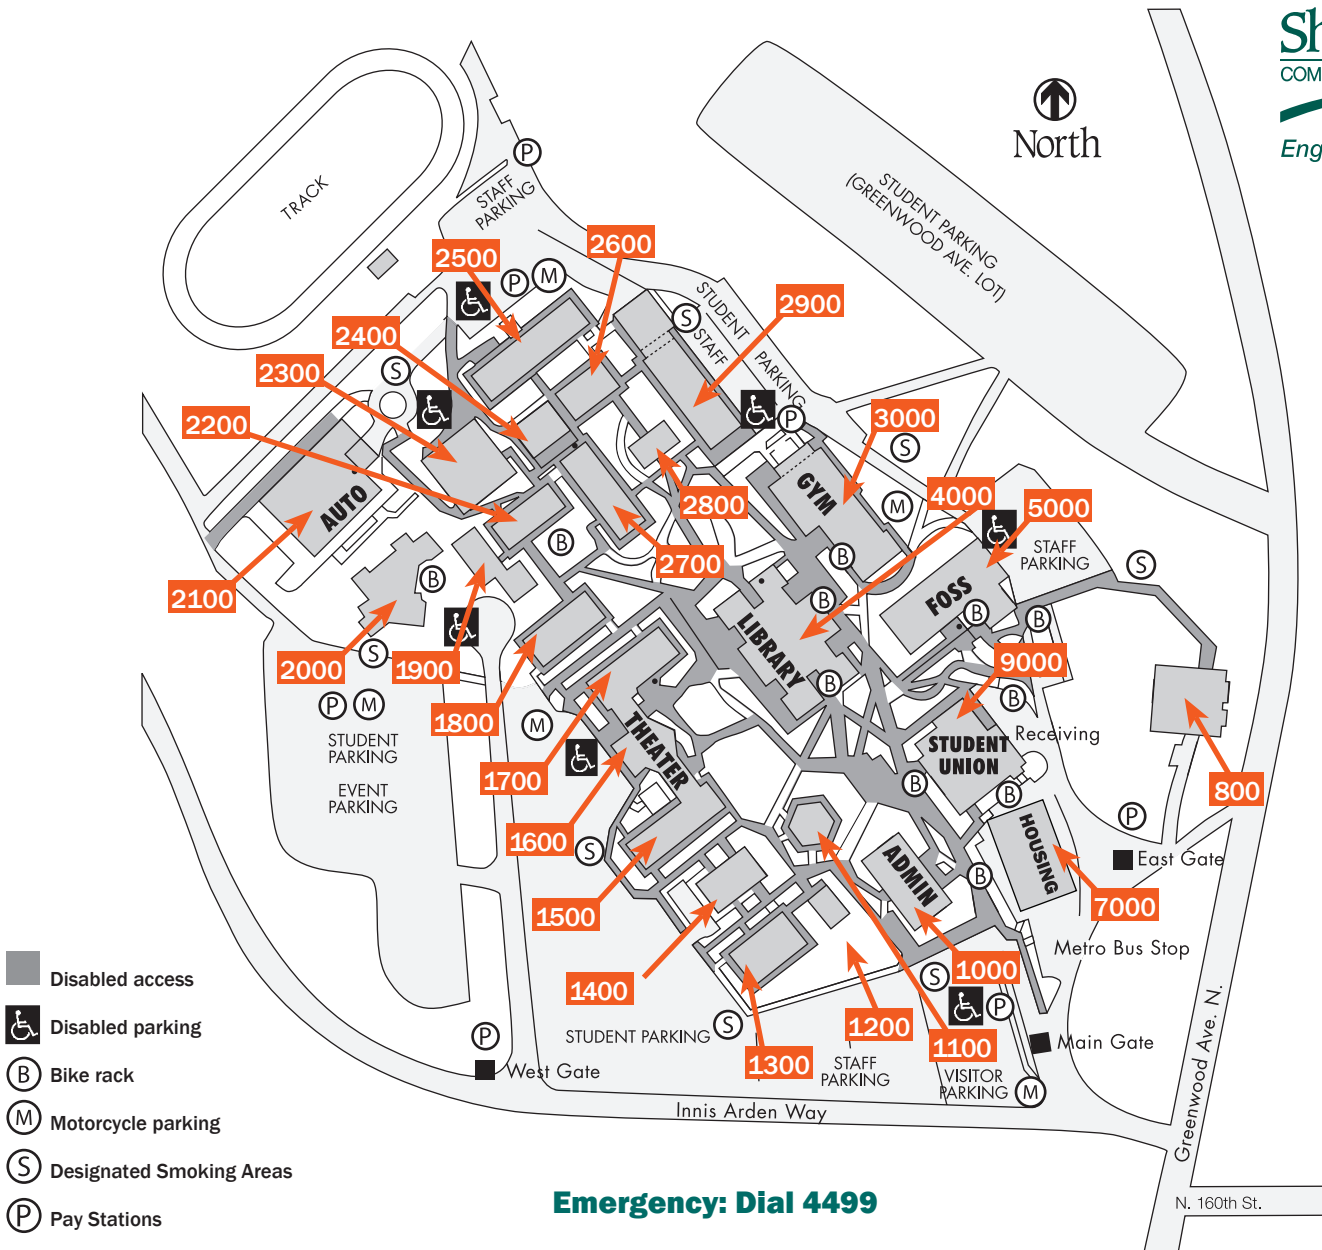 Sh
COM
Eng
North
TRACK
P
STAFF
PARKING
STUDENT PARKING
(GREENWOOD AVE. LOT)
2600
2500
P
M
2900
STUDENT PARKING
S
STAFF
2400
2300
S
P
2200
3000
S
GYM
4000
2800
M
5000
AUTO
STAFF
PARKING
B
2700
B
S
2100
B
B
FOSS
B
B
LIBRARY
2000
S
1900
9000
B
B
P
M
1800
M
THEATER
STUDENT
PARKING
STUDENT
UNION
Receiving
EVENT
PARKING
1700
B
B
800
P
1600
S
HOUSING
East Gate
ADMIN
B
1500
7000
Metro Bus Stop
1400
1000
S
P
STUDENT PARKING
S
1200
P
1300
1100
Main Gate
West Gate
STAFF
PARKING
VISITOR
PARKING
M
Innis Arden Way
Greenwood Ave. N.
N. 160th St.
Disabled access
Disabled parking
B Bike rack
M Motorcycle parking
S Designated Smoking Areas
P Pay Stations
Emergency: Dial 4499